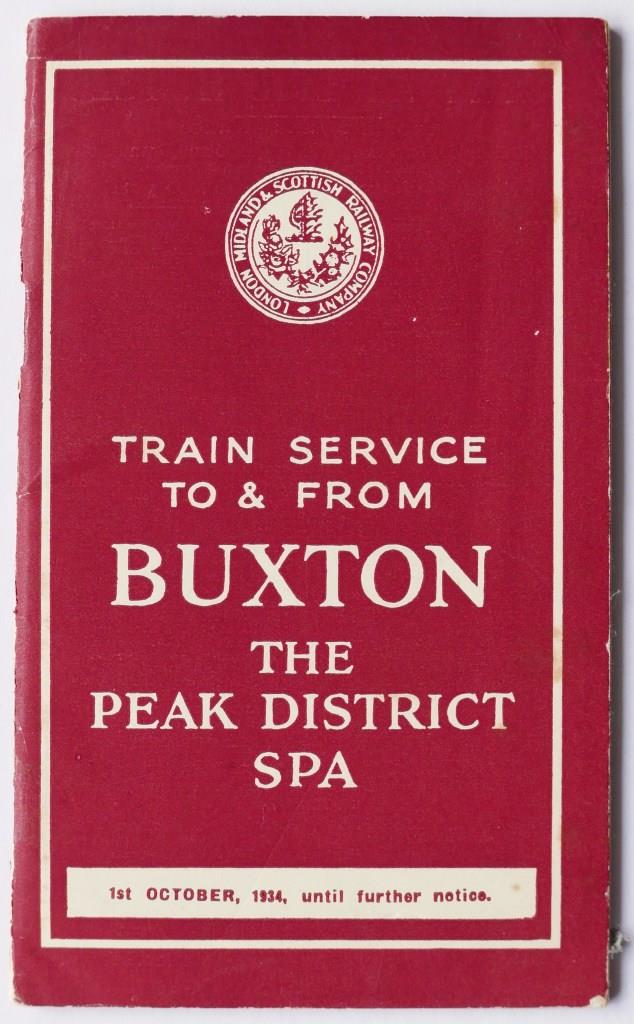 LONDON MIDLAND & SCOTTISH RAILWAY COMPANY
TRAIN SERVICE
TO & FROM
BUXTON
THE
PEAK DISTRICT
SPA
1st OCTOBER, 1934, until further notice.